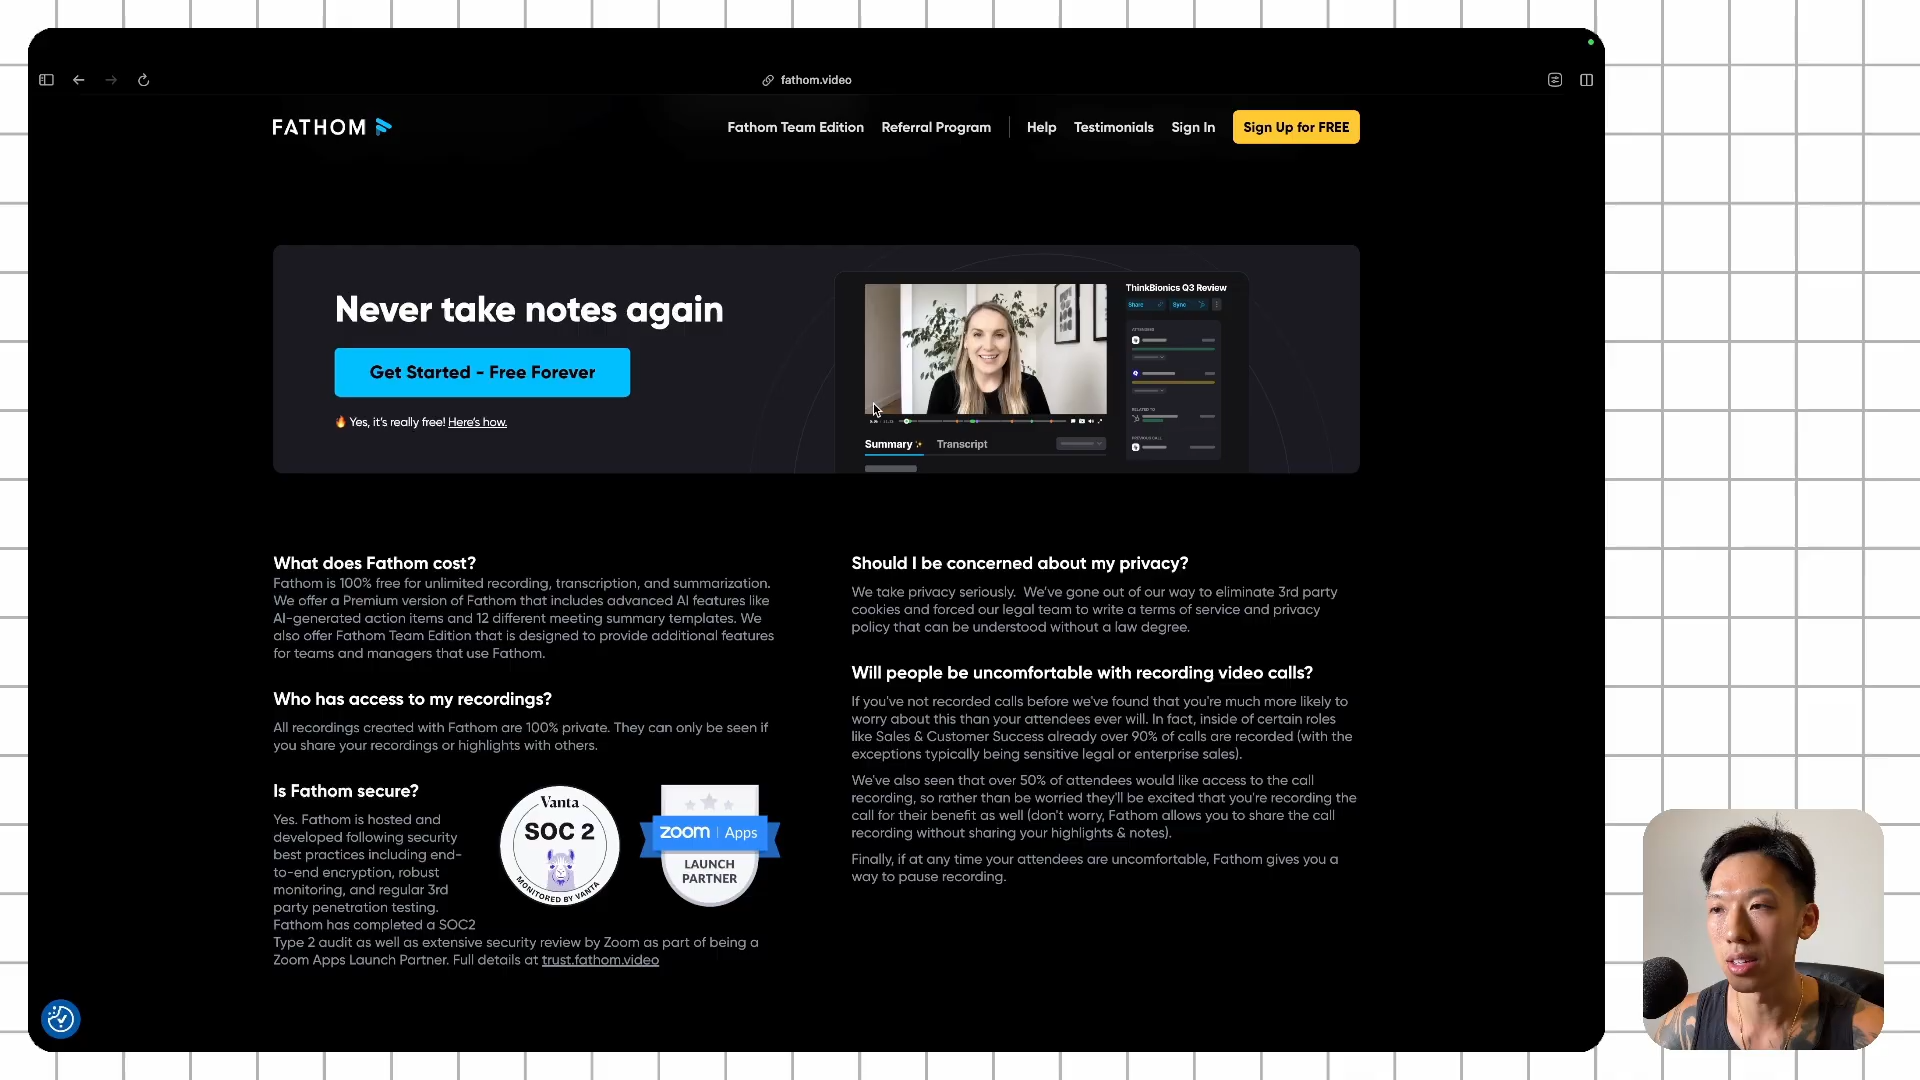 fathom.video
FATHOM
Fathom Team Edition
Referral Program
Help
Testimonials
Sign In
Sign Up for FREE
Never take notes again
Get Started - Free Forever
🔥 Yes, it's really free! Here's how.
ThinkBionics Q3 Review
Share
Sync
ATTENDEES
RELATED TO
PREVIOUS CALL
Summary
Transcript
What does Fathom cost?
Fathom is 100% free for unlimited recording, transcription, and summarization.
We offer a Premium version of Fathom that includes advanced AI features like
AI-generated action items and 12 different meeting summary templates. We
also offer Fathom Team Edition that is designed to provide additional features
for teams and managers that use Fathom.
Who has access to my recordings?
All recordings created with Fathom are 100% private. They can only be seen if
you share your recordings or highlights with others.
Is Fathom secure?
Yes. Fathom is hosted and
developed following security
best practices including end-
to-end encryption, robust
monitoring, and regular 3rd
party penetration testing.
Fathom has completed a SOC2
Type 2 audit as well as extensive security review by Zoom as part of being a
Zoom Apps Launch Partner. Full details at trust.fathom.video
Vanta
SOC 2
MONITORED BY VANTA
zoom | Apps
LAUNCH
PARTNER
Should I be concerned about my privacy?
We take privacy seriously.  We've gone out of our way to eliminate 3rd party
cookies and forced our legal team to write a terms of service and privacy
policy that can be understood without a law degree.
Will people be uncomfortable with recording video calls?
If you've not recorded calls before we've found that you're much more likely to
worry about this than your attendees ever will. In fact, inside of certain roles
like Sales & Customer Success already over 90% of calls are recorded (with the
exceptions typically being sensitive legal or enterprise sales).
We've also seen that over 50% of attendees would like access to the call
recording, so rather than be worried they'll be excited that you're recording the
call for their benefit as well (don't worry, Fathom allows you to share the call
recording without sharing your highlights & notes).
Finally, if at any time your attendees are uncomfortable, Fathom gives you a
way to pause recording.